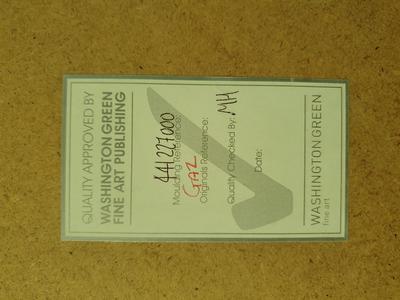 QUALITY APPROVED BY
WASHINGTON GREEN
FINE ART PUBLISHING
441227000
Moulding Reference:
GAZ
Originals Reference:
Quality Checked By: MH
Date:
WASHINGTON GREEN
fine art